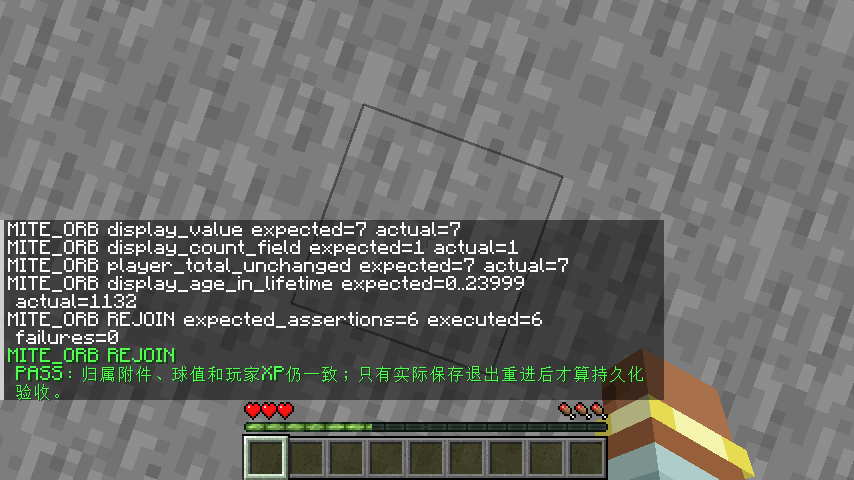 MITE_ORB display_value expected=7 actual=7
MITE_ORB display_count_field expected=1 actual=1
MITE_ORB player_total_unchanged expected=7 actual=7
MITE_ORB display_age_in_lifetime expected=0.23999
actual=1132
MITE_ORB REJOIN expected_assertions=6 executed=6
failures=0
MITE_ORB REJOIN
PASS：归属附件、球值和玩家XP仍一致；只有实际保存退出重进后才算持久化
验收。